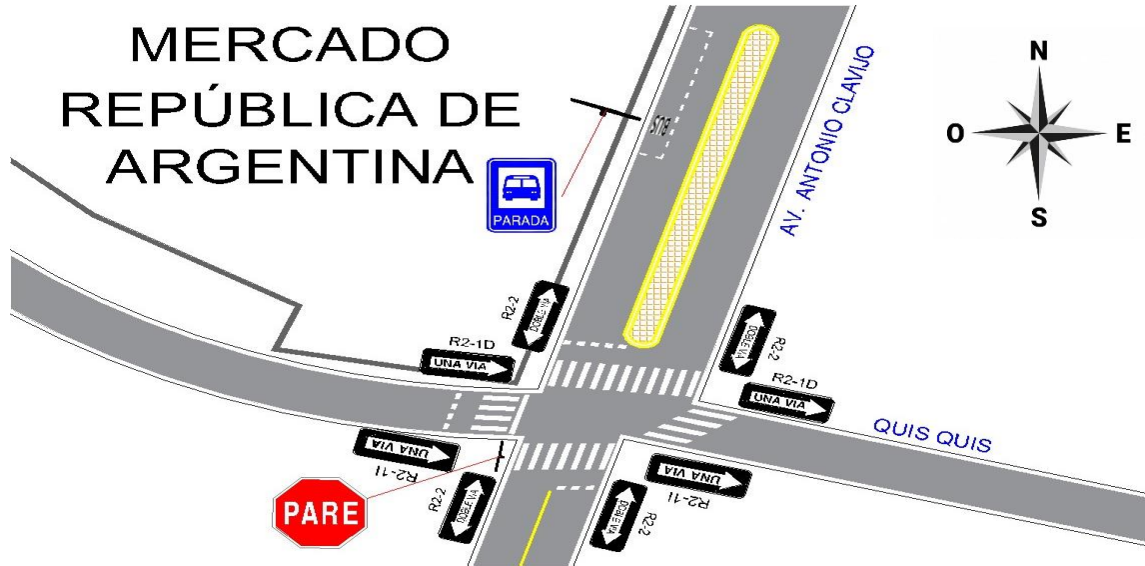 MERCADO
REPÚBLICA DE
ARGENTINA
PARADA
BUS
AV. ANTONIO CLAVIJO
N
O
E
S
R2-2
DOBLE VIA
R2-1D
UNA VIA
DOBLE VIA
R2-2
R2-1D
UNA VIA
QUIS QUIS
UNA VIA
R2-1I
R2-2
DOBLE VIA
PARE
UNA VIA
R2-1I
DOBLE VIA
R2-2